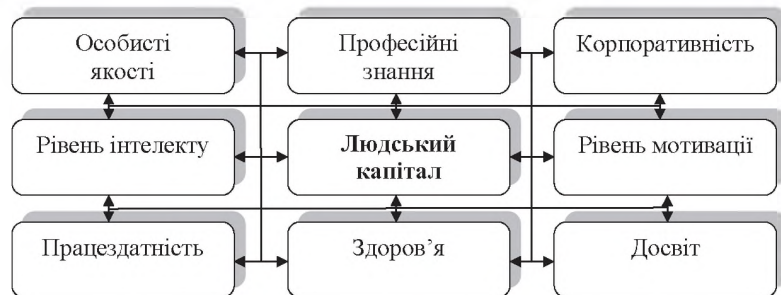 Особисті
якості
Професійні
знання
Корпоративність
Рівень інтелекту
Людський
капітал
Рівень мотивації
Працездатність
Здоров’я
Досвіт